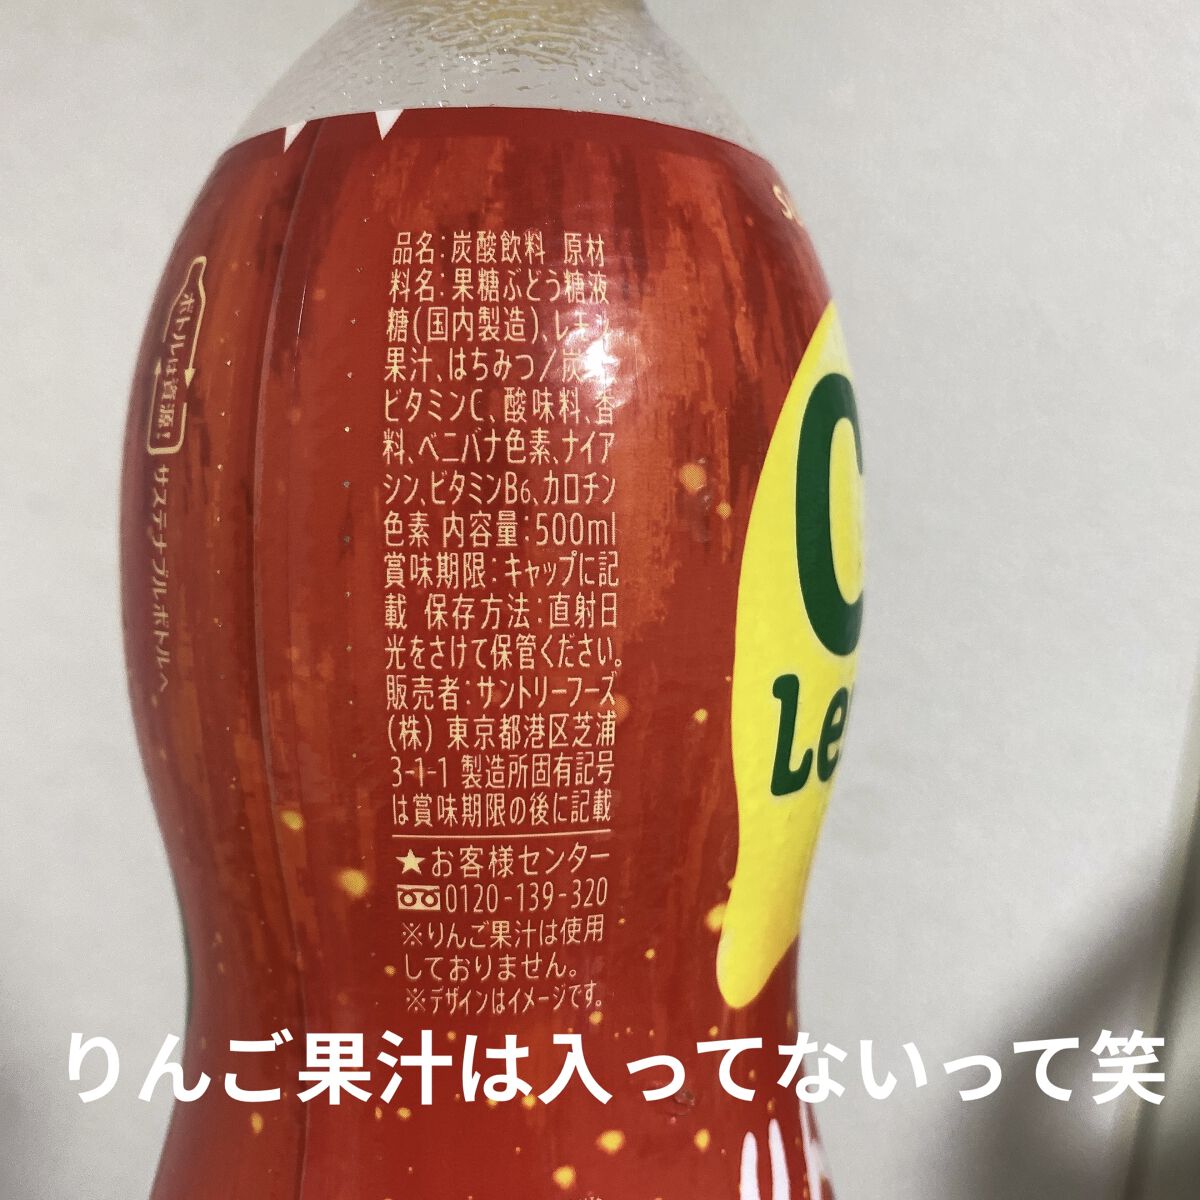 品名:炭酸飲料 原材
料名:果糖ぶどう糖液
糖(国内製造)、レモン
果汁、はちみつ/炭酸、
ビタミンC、酸味料、香
料、ベニバナ色素、ナイア
シン、ビタミンB6、カロチン
色素 内容量:500ml
賞味期限:キャップに記
載 保存方法:直射日
光をさけて保管ください。
販売者:サントリーフーズ
(株) 東京都港区芝浦
3-1-1 製造所固有記号
は賞味期限の後に記載
★お客様センター
0120-139-320
※りんご果汁は使用
しておりません。
※デザインはイメージです。
ボトルは資源!
サステナブルボトルへ
C
Le
りんご果汁は入ってないって笑